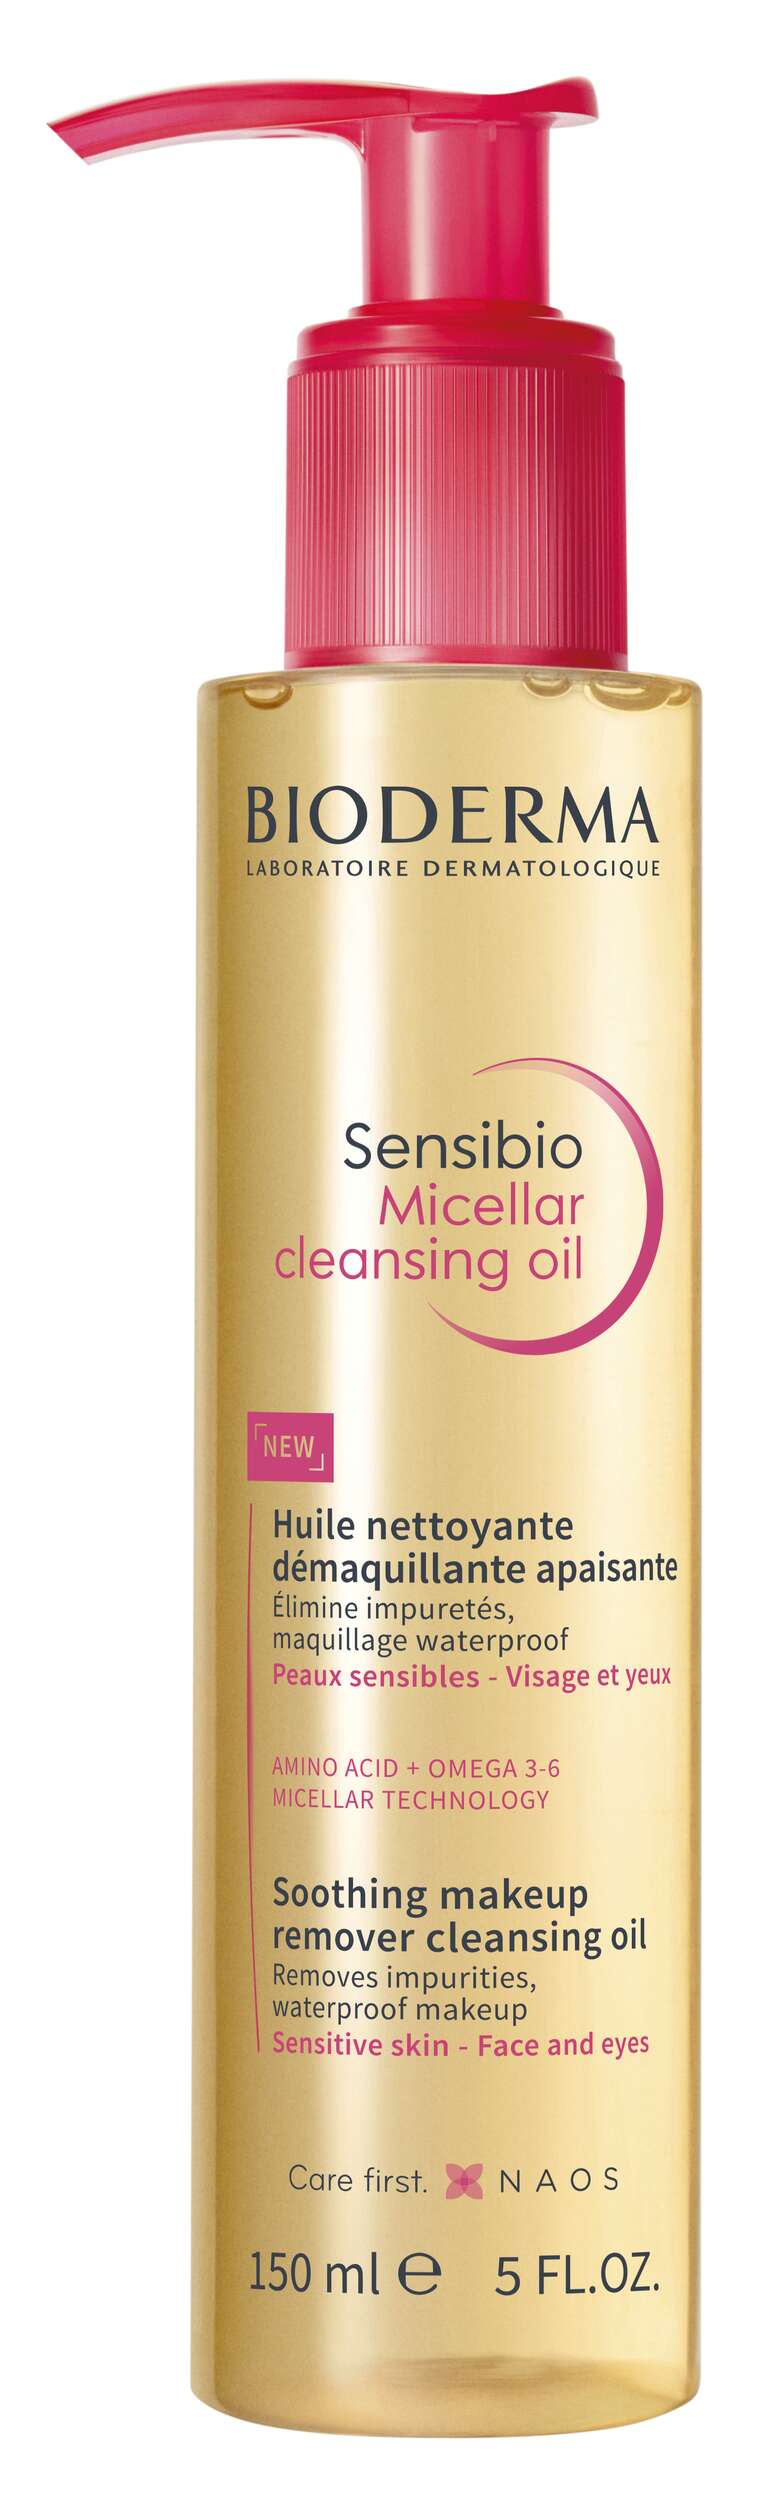 BIODERMA
LABORATOIRE DERMATOLOGIQUE
Sensibio
Micellar
cleansing oil
NEW
Huile nettoyante
démaquillante apaisante
Élimine impuretés,
maquillage waterproof
Peaux sensibles - Visage et yeux
AMINO ACID + OMEGA 3-6
MICELLAR TECHNOLOGY
Soothing makeup
remover cleansing oil
Removes impurities,
waterproof makeup
Sensitive skin - Face and eyes
Care first. NAOS
150 ml e 5 FL.OZ.